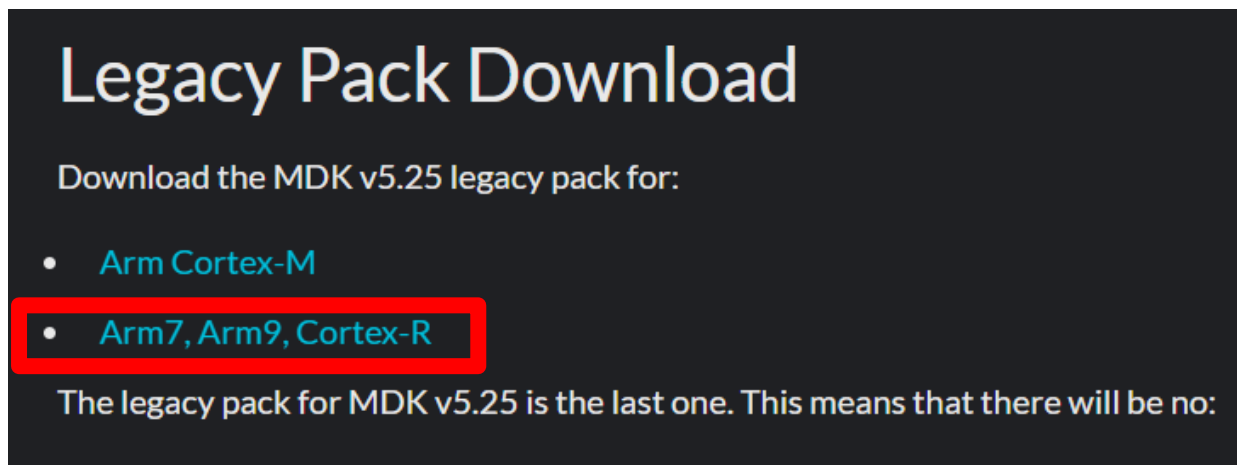 Legacy Pack Download
Download the MDK v5.25 legacy pack for:
• Arm Cortex-M
• Arm7, Arm9, Cortex-R
The legacy pack for MDK v5.25 is the last one. This means that there will be no: